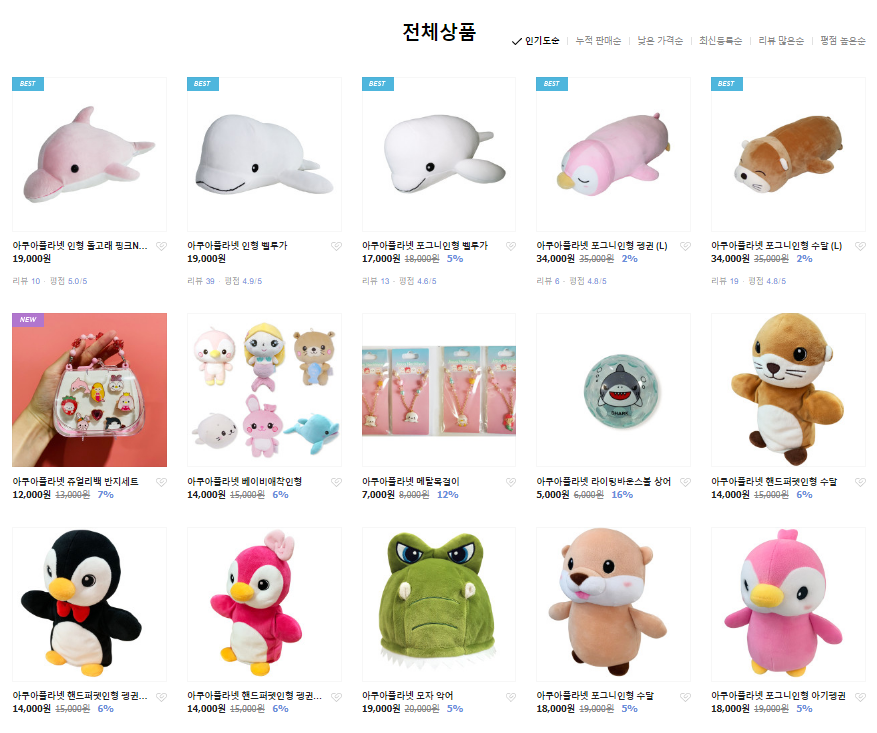 전체상품
인기도순 누적 판매순 낮은 가격순 최신등록순 리뷰 많은순 평점 높은순
BEST BEST BEST BEST BEST
아쿠아플라넷 인형 돌고래 핑크N... 아쿠아플라넷 인형 벨루가 아쿠아플라넷 포그니인형 벨루가 아쿠아플라넷 포그니인형 펭귄 (L) 아쿠아플라넷 포그니인형 수달 (L)
19,000원 19,000원 17,000원 18,000원 5% 34,000원 35,000원 2% 34,000원 35,000원 2%
리뷰 10 · 평점 5.0/5 리뷰 39 · 평점 4.9/5 리뷰 13 · 평점 4.6/5 리뷰 6 · 평점 4.8/5 리뷰 19 · 평점 4.8/5
NEW
SHARK
아쿠아플라넷 쥬얼리백 반지세트 아쿠아플라넷 베이비애착인형 아쿠아플라넷 메탈목걸이 아쿠아플라넷 라이팅바운스볼 상어 아쿠아플라넷 핸드퍼펫인형 수달
12,000원 13,000원 7% 14,000원 15,000원 6% 7,000원 8,000원 12% 5,000원 6,000원 16% 14,000원 15,000원 6%
아쿠아플라넷 핸드퍼펫인형 펭귄... 아쿠아플라넷 핸드퍼펫인형 펭귄... 아쿠아플라넷 모자 악어 아쿠아플라넷 포그니인형 수달 아쿠아플라넷 포그니인형 아기펭귄
14,000원 15,000원 6% 14,000원 15,000원 6% 19,000원 20,000원 5% 18,000원 19,000원 5% 18,000원 19,000원 5%